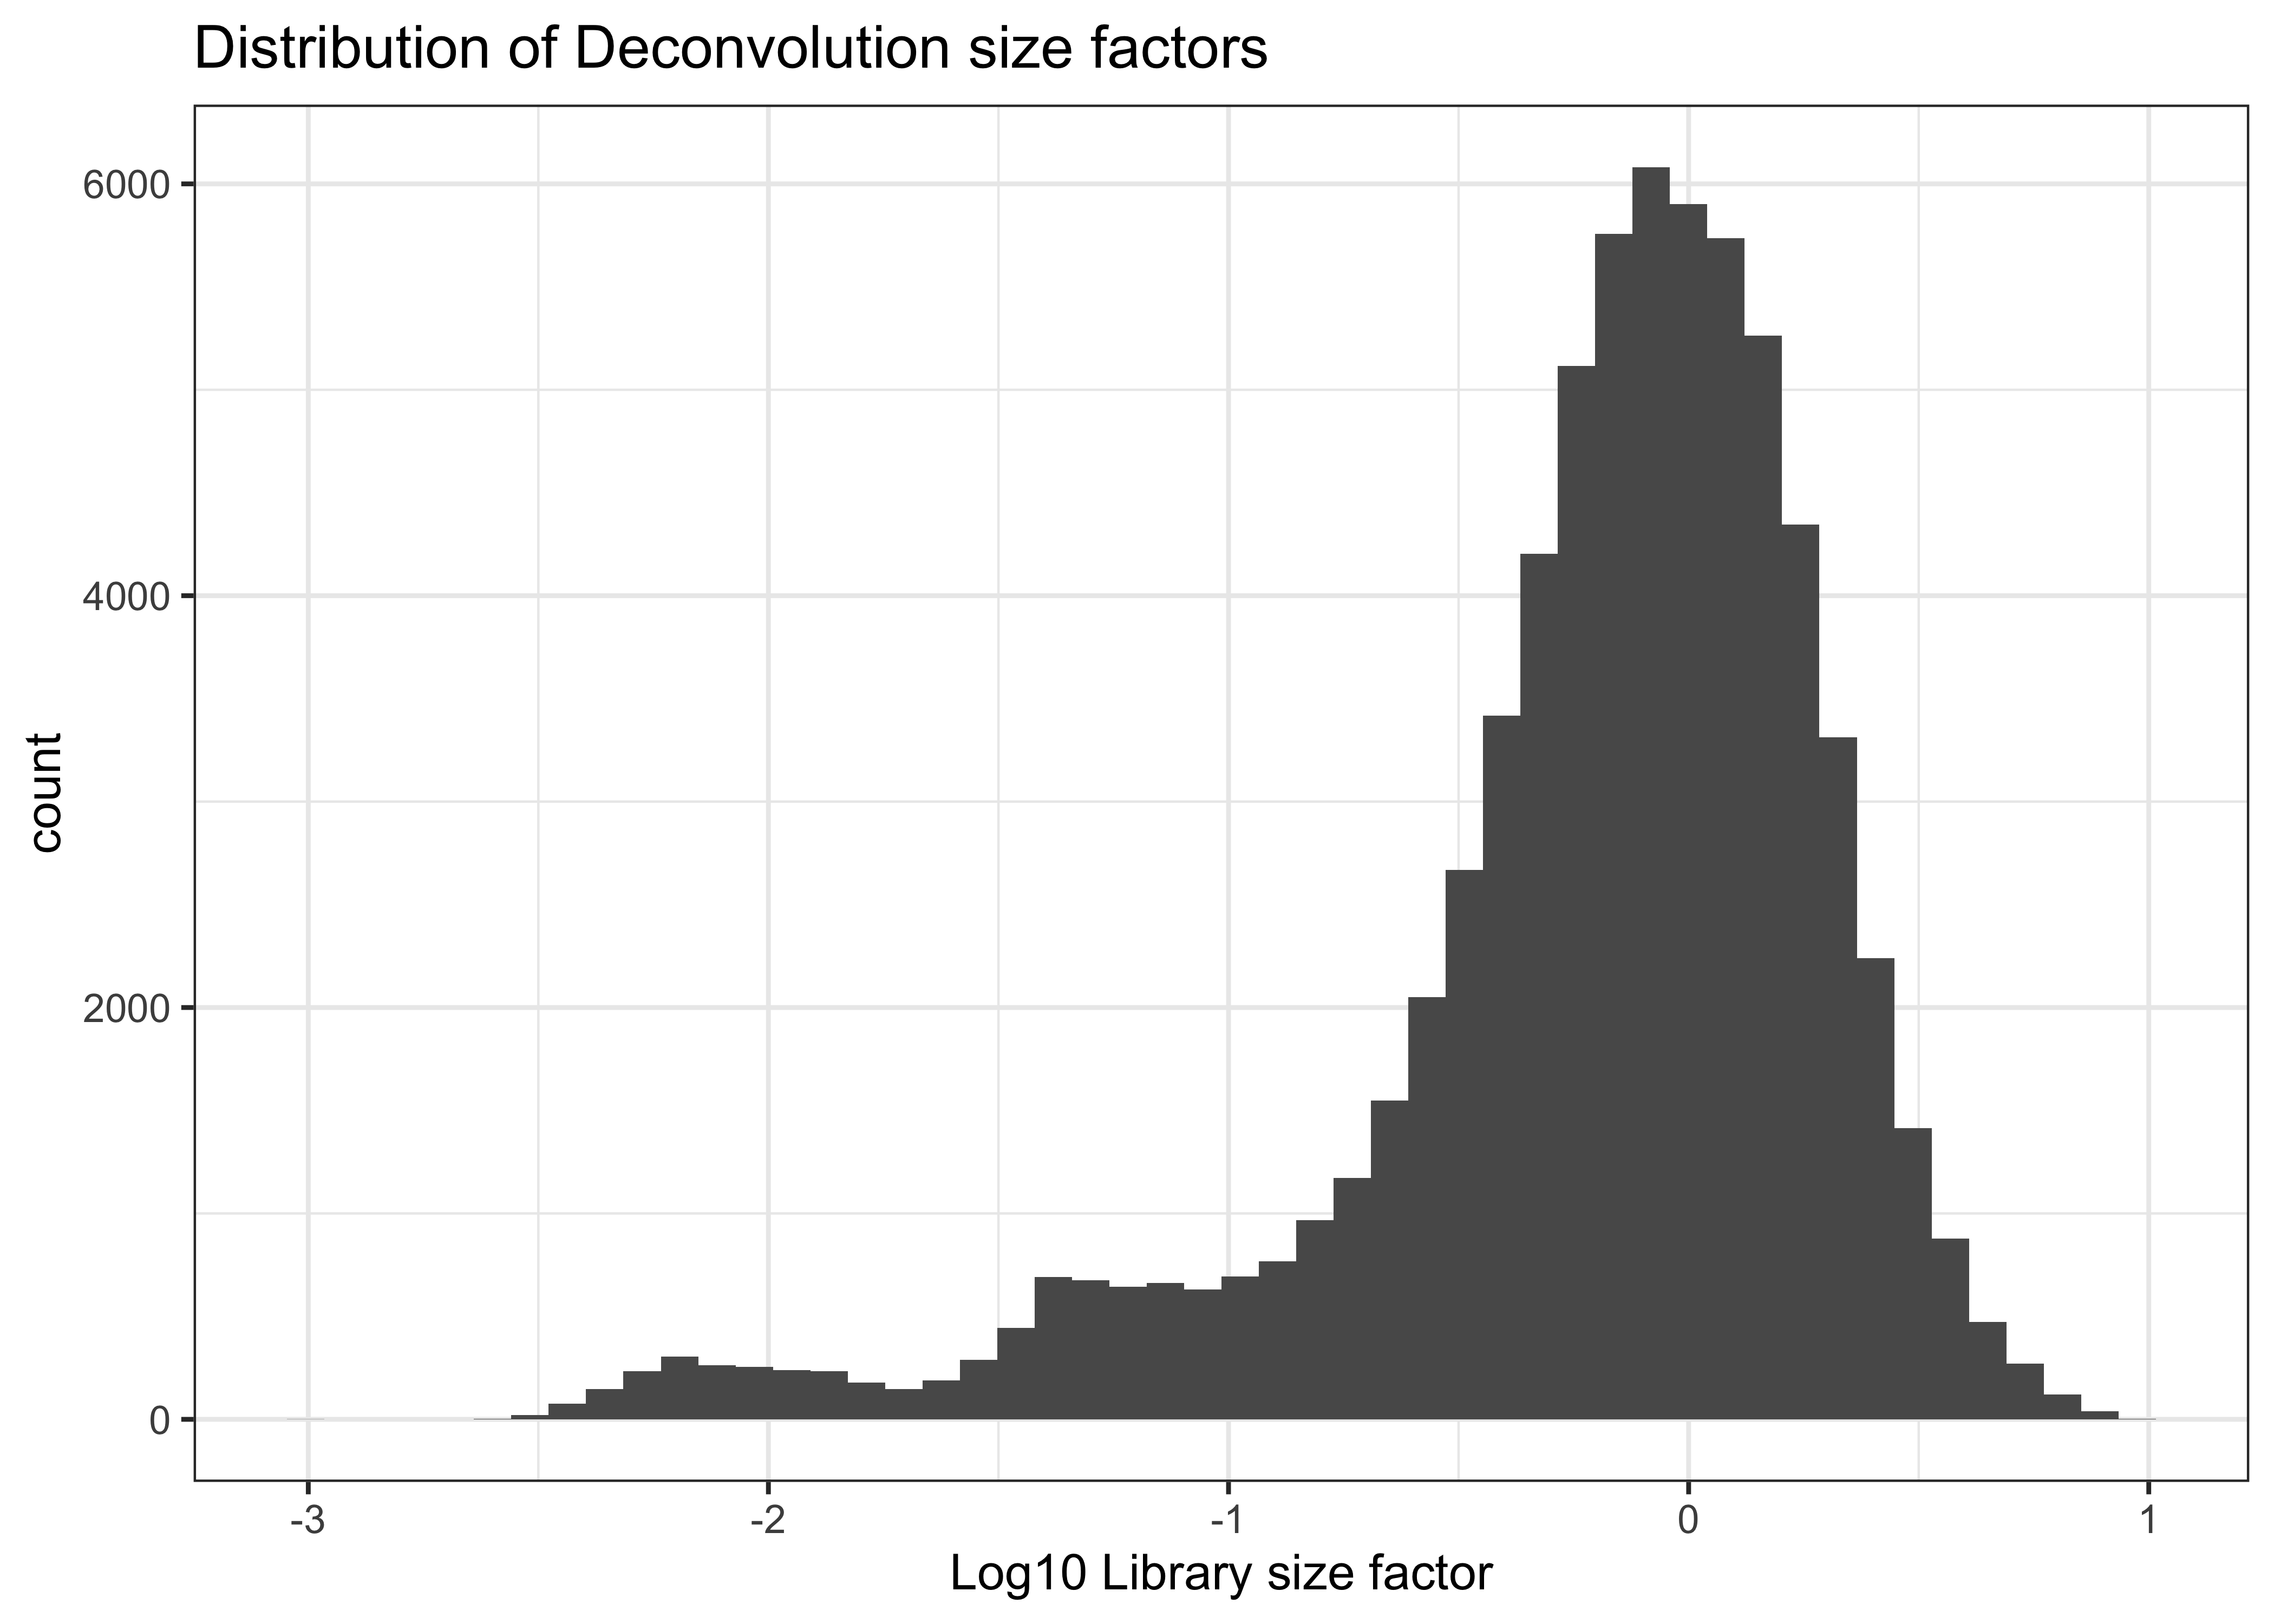 Distribution of Deconvolution size factors
6000
4000
2000
0
count
-3 -2 -1 0 1
Log10 Library size factor